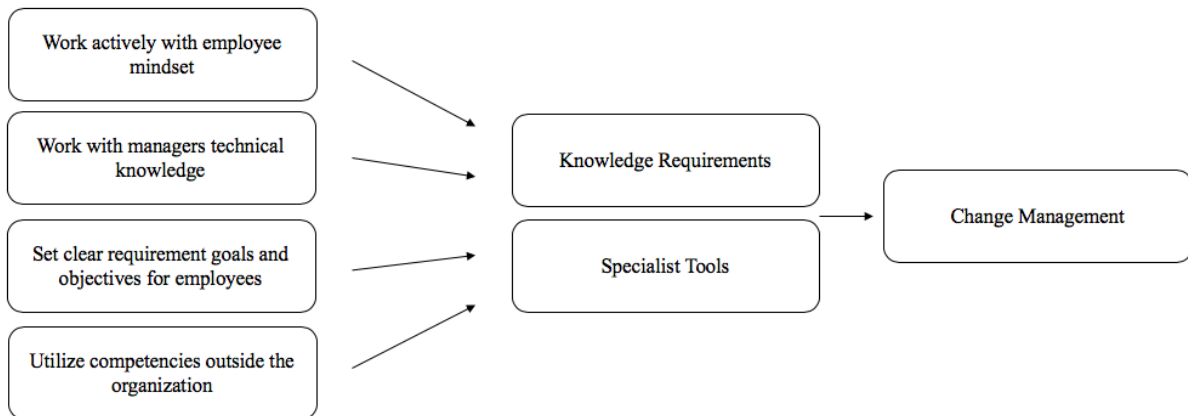 Work actively with employee
mindset
Work with managers technical
knowledge
Set clear requirement goals and
objectives for employees
Utilize competencies outside the
organization
Knowledge Requirements
Specialist Tools
Change Management